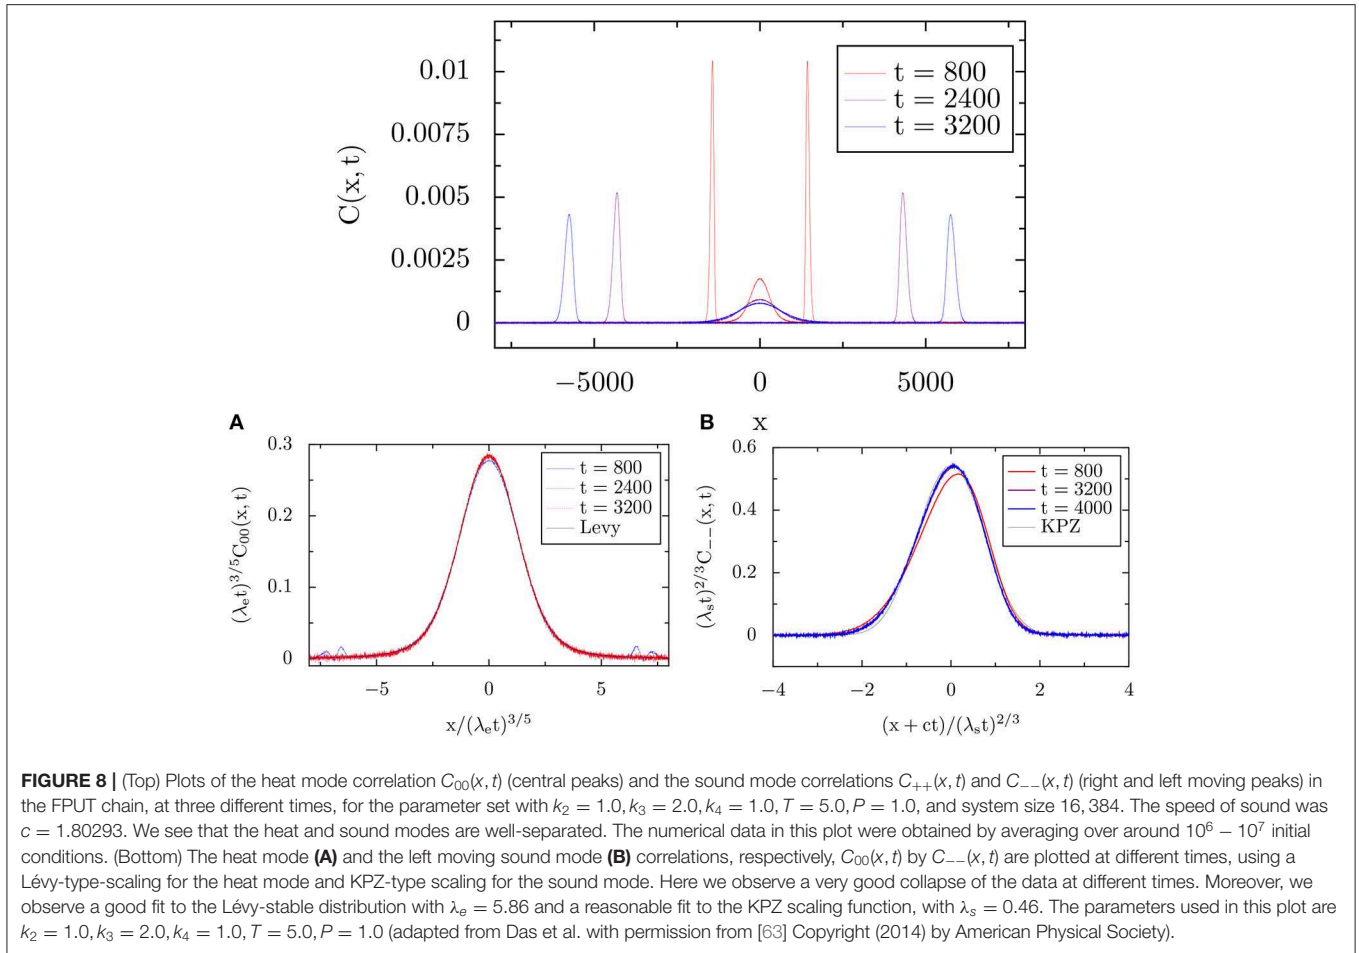 0.01
0.0075
0.005
0.0025
0
C(x, t)
t = 800
t = 2400
t = 3200
−5000
0
5000
x
A
0.3
0.2
0.1
0
(λₑt)^{3/5}C₀₀(x, t)
t = 800
t = 2400
t = 3200
Levy
−5
0
5
x/(λₑt)^{3/5}
B
0.6
0.4
0.2
0
(λₛt)^{2/3}C₋₋(x, t)
t = 800
t = 3200
t = 4000
KPZ
−4
−2
0
2
4
(x + ct)/(λₛt)^{2/3}
FIGURE 8 | (Top) Plots of the heat mode correlation C₀₀(x, t) (central peaks) and the sound mode correlations C₊₊(x, t) and C₋₋(x, t) (right and left moving peaks) in
the FPUT chain, at three different times, for the parameter set with k₂ = 1.0, k₃ = 2.0, k₄ = 1.0, T = 5.0, P = 1.0, and system size 16, 384. The speed of sound was
c = 1.80293. We see that the heat and sound modes are well-separated. The numerical data in this plot were obtained by averaging over around 10⁶ − 10⁷ initial
conditions. (Bottom) The heat mode (A) and the left moving sound mode (B) correlations, respectively, C₀₀(x, t) by C₋₋(x, t) are plotted at different times, using a
Lévy-type-scaling for the heat mode and KPZ-type scaling for the sound mode. Here we observe a very good collapse of the data at different times. Moreover, we
observe a good fit to the Lévy-stable distribution with λₑ = 5.86 and a reasonable fit to the KPZ scaling function, with λₛ = 0.46. The parameters used in this plot are
k₂ = 1.0, k₃ = 2.0, k₄ = 1.0, T = 5.0, P = 1.0 (adapted from Das et al. with permission from [63] Copyright (2014) by American Physical Society).